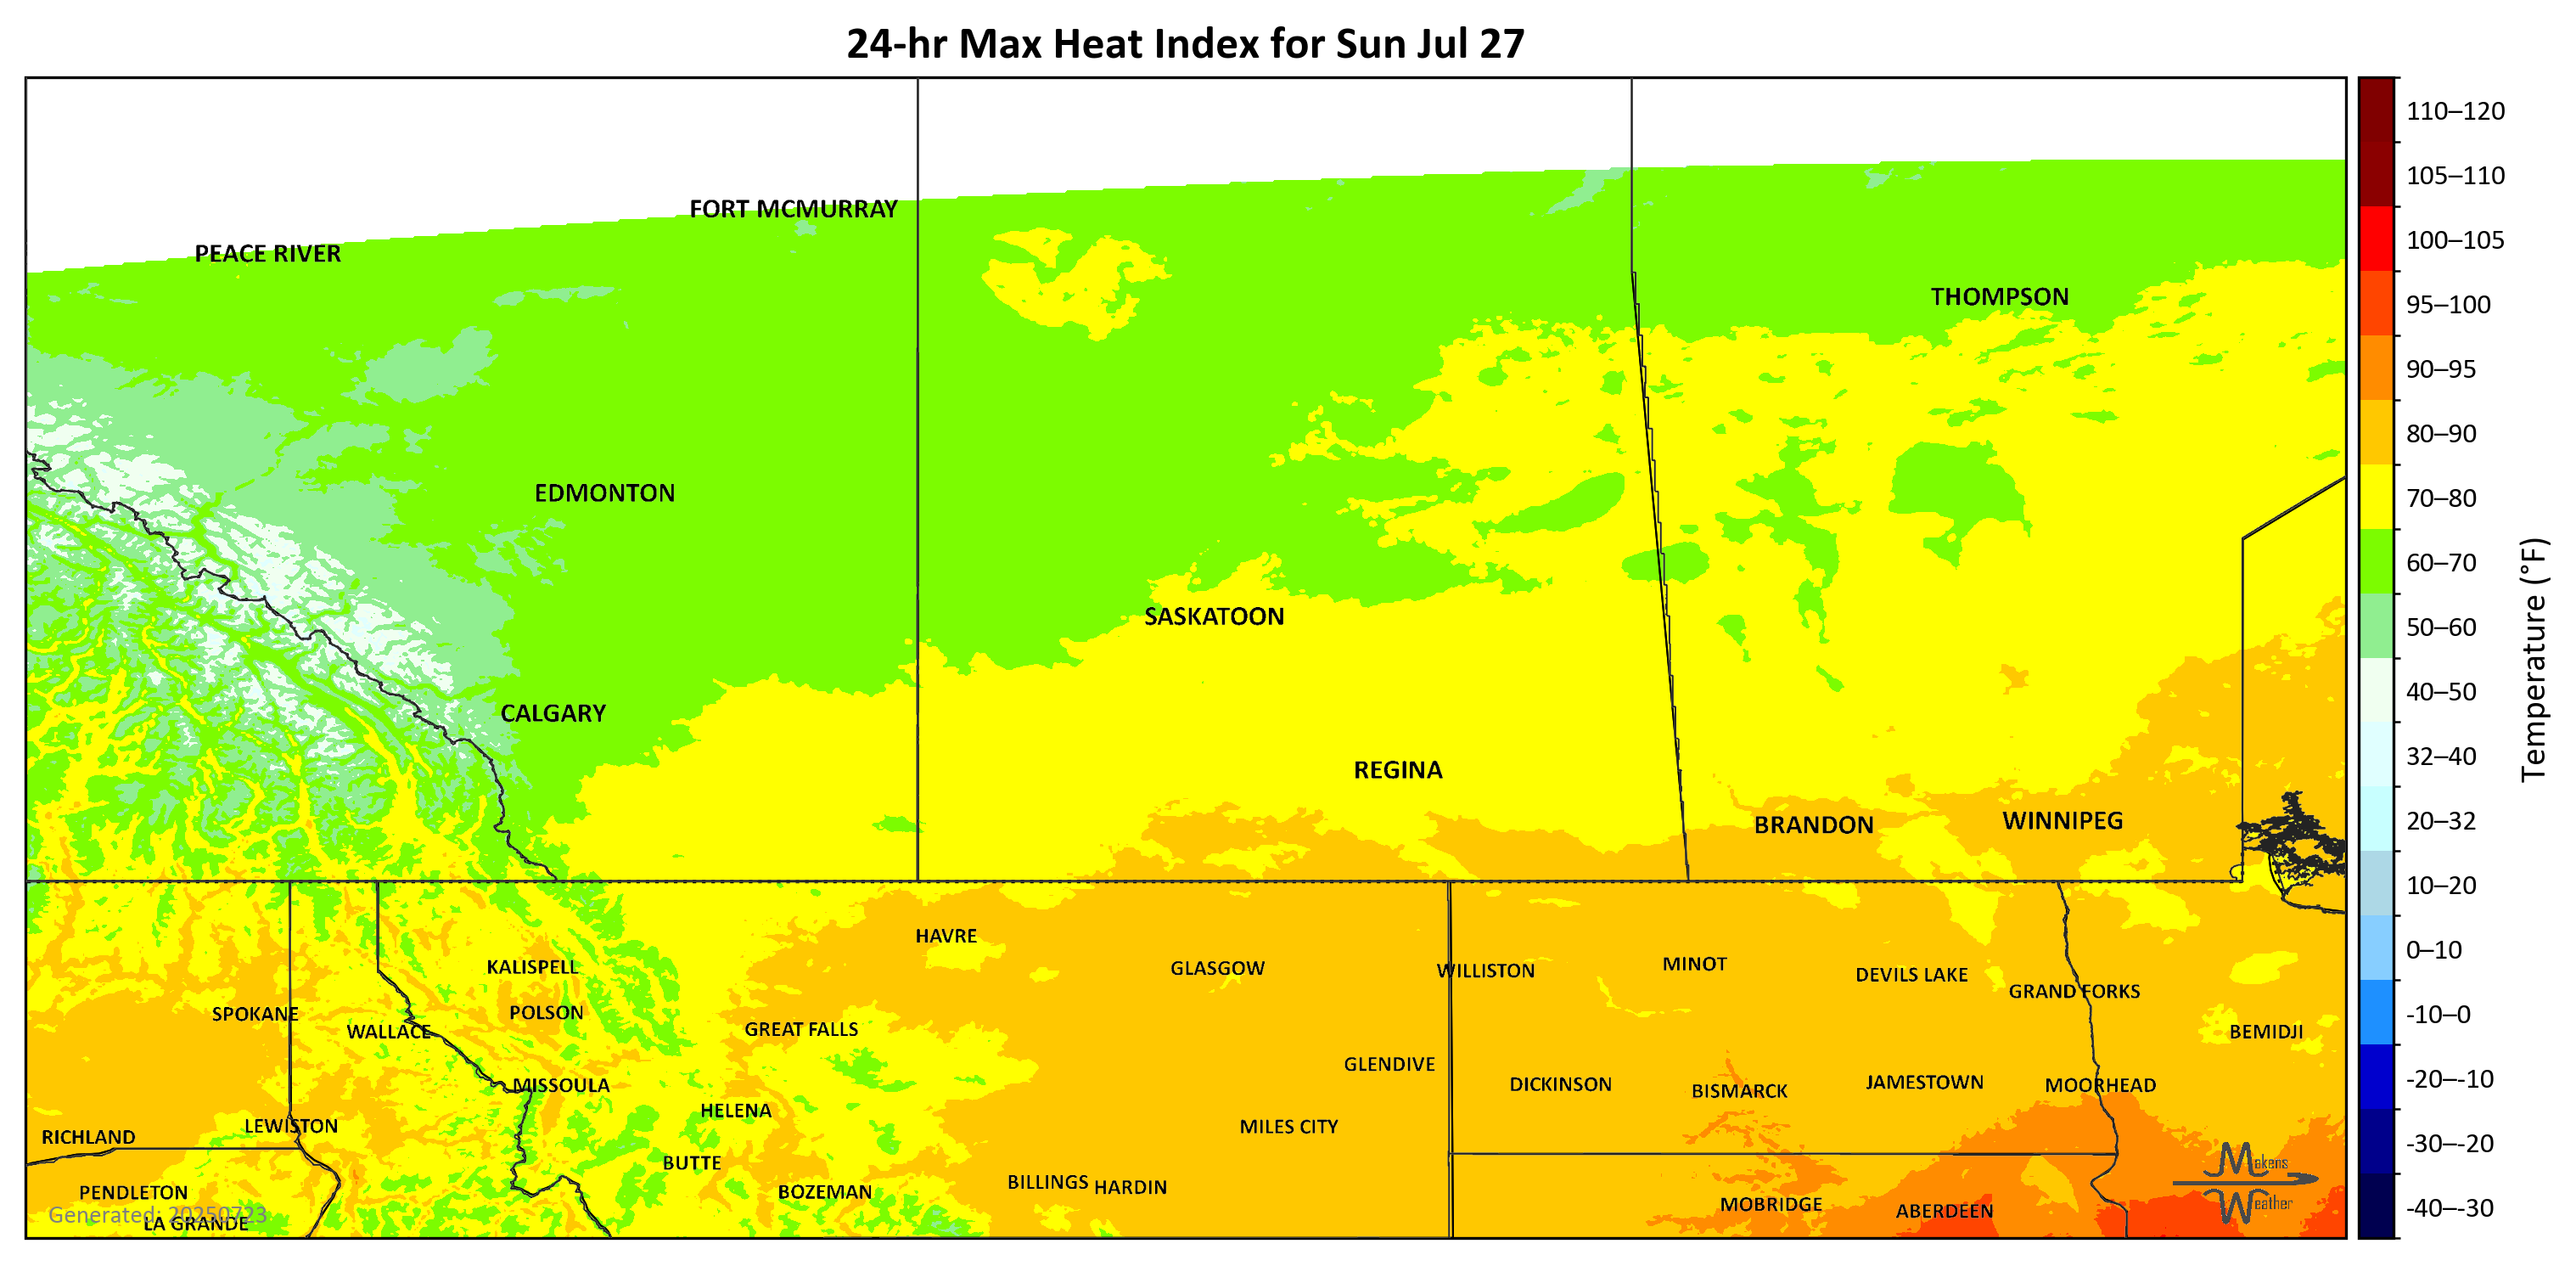 24-hr Max Heat Index for Sun Jul 27
FORT MCMURRAY
PEACE RIVER
THOMPSON
EDMONTON
SASKATOON
CALGARY
REGINA
BRANDON
WINNIPEG
HAVRE
KALISPELL
GLASGOW
WILLISTON
MINOT
DEVILS LAKE
GRAND FORKS
SPOKANE
POLSON
WALLACE
GREAT FALLS
BEMIDJI
GLENDIVE
MISSOULA
DICKINSON
BISMARCK
JAMESTOWN
MOORHEAD
HELENA
LEWISTON
MILES CITY
RICHLAND
BUTTE
BILLINGS
HARDIN
PENDLETON
BOZEMAN
MOBRIDGE
ABERDEEN
Generated: 20250723
LA GRANDE
Makens
Weather
110–120
105–110
100–105
95–100
90–95
80–90
70–80
60–70
50–60
40–50
32–40
20–32
10–20
0–10
-10–0
-20–-10
-30–-20
-40–-30
Temperature (°F)